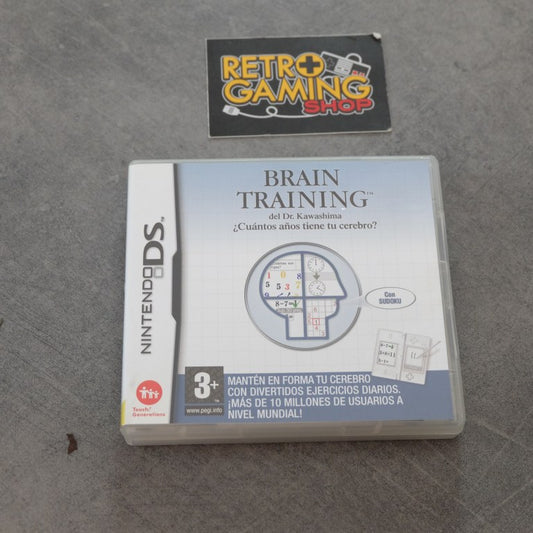 RETRO
GAMING
SHOP
NINTENDO DS™
BRAIN
TRAINING™
del Dr. Kawashima
¿Cuántos años tiene tu cerebro?
Con
SUDOKU
3+
www.pegi.info
MANTÉN EN FORMA TU CEREBRO
CON DIVERTIDOS EJERCICIOS DIARIOS.
¡MÁS DE 10 MILLONES DE USUARIOS A
NIVEL MUNDIAL!
Touch!
Generations